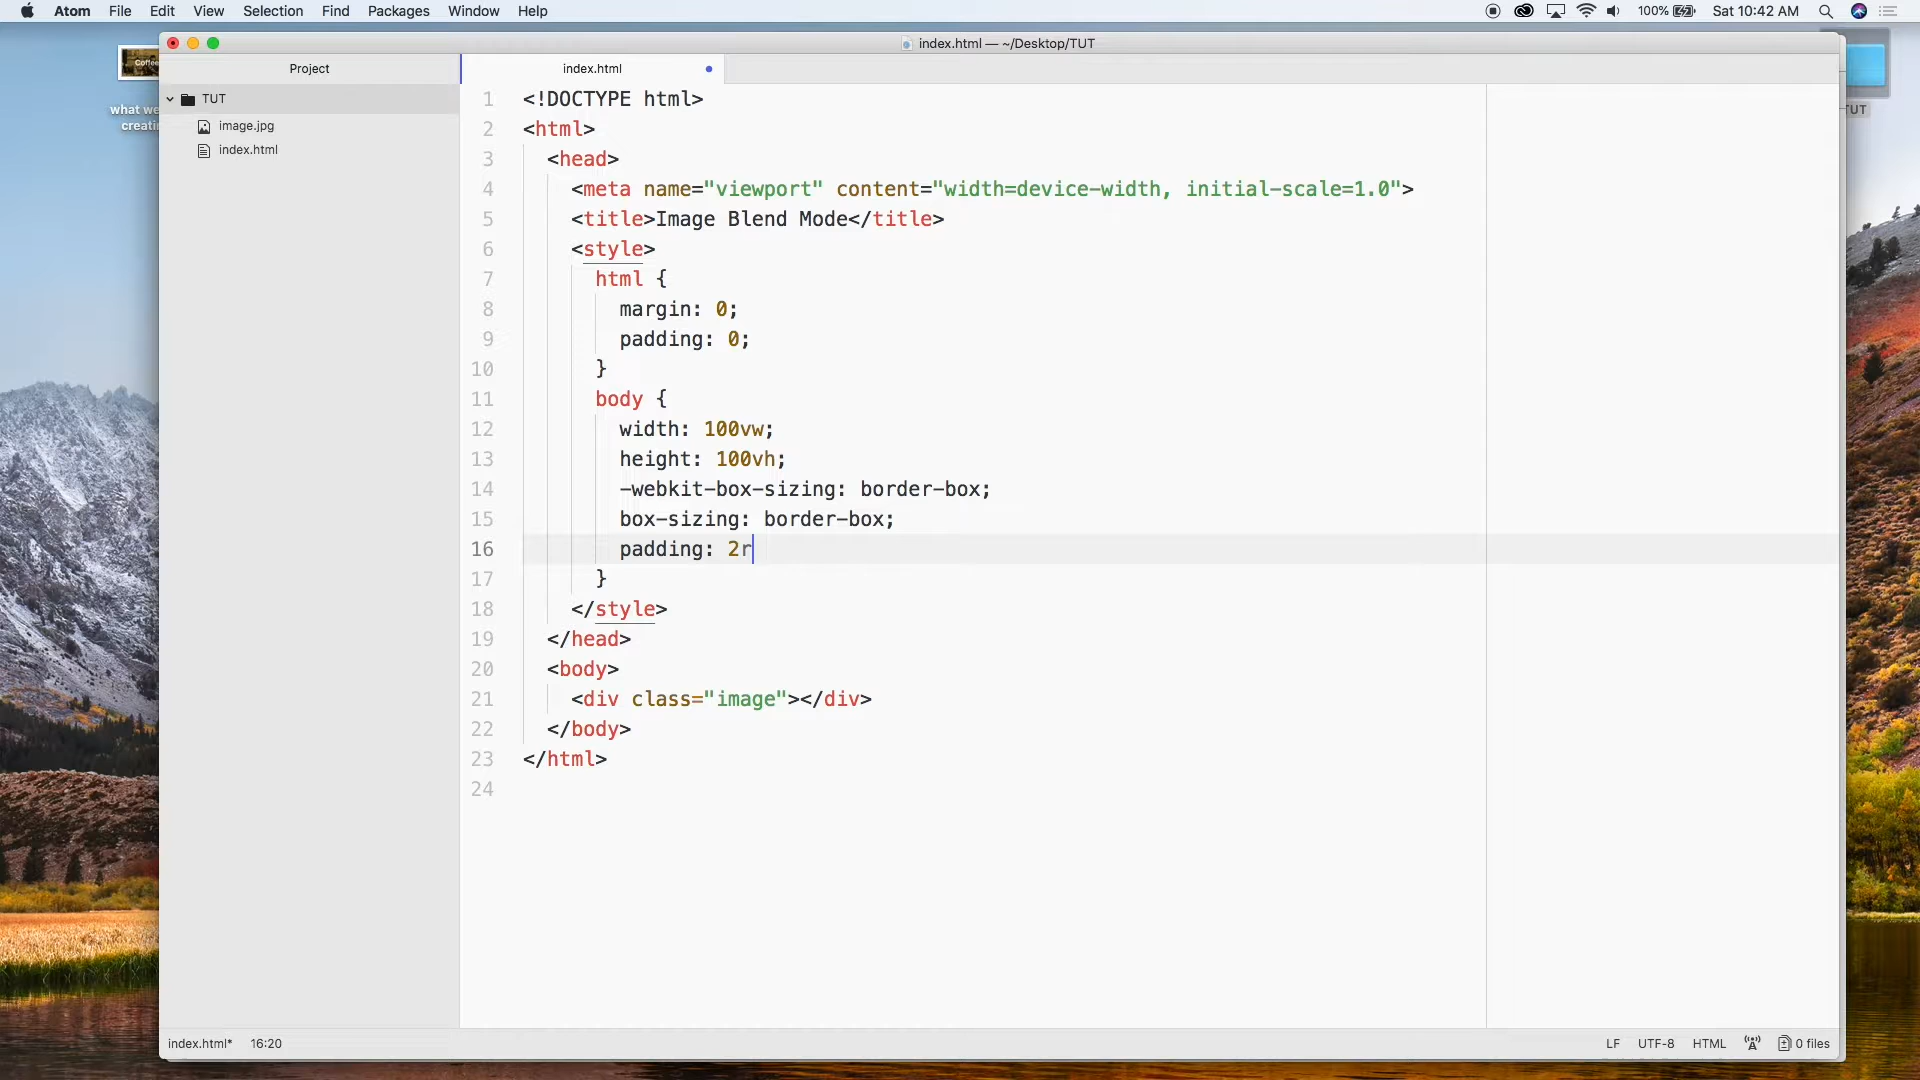 Atom File Edit View Selection Find Packages Window Help 100% Sat 10:42 AM
index.html — ~/Desktop/TUT
Project
index.html
TUT
image.jpg
index.html
1 <!DOCTYPE html>
2 <html>
3 <head>
4 <meta name="viewport" content="width=device-width, initial-scale=1.0">
5 <title>Image Blend Mode</title>
6 <style>
7 html {
8 margin: 0;
9 padding: 0;
10 }
11 body {
12 width: 100vw;
13 height: 100vh;
14 -webkit-box-sizing: border-box;
15 box-sizing: border-box;
16 padding: 2r
17 }
18 </style>
19 </head>
20 <body>
21 <div class="image"></div>
22 </body>
23 </html>
24
index.html* 16:20 LF UTF-8 HTML 0 files
what we
creatin
TUT